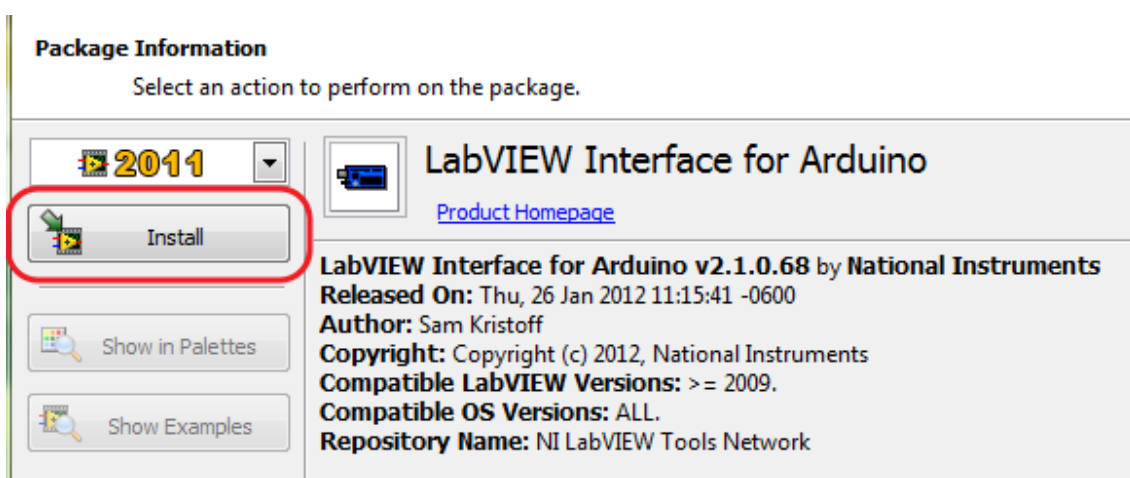 Package Information
Select an action to perform on the package.
2011
LabVIEW Interface for Arduino
Product Homepage
Install
LabVIEW Interface for Arduino v2.1.0.68 by National Instruments
Released On: Thu, 26 Jan 2012 11:15:41 -0600
Author: Sam Kristoff
Show in Palettes
Copyright: Copyright (c) 2012, National Instruments
Compatible LabVIEW Versions: >= 2009.
Compatible OS Versions: ALL.
Show Examples
Repository Name: NI LabVIEW Tools Network